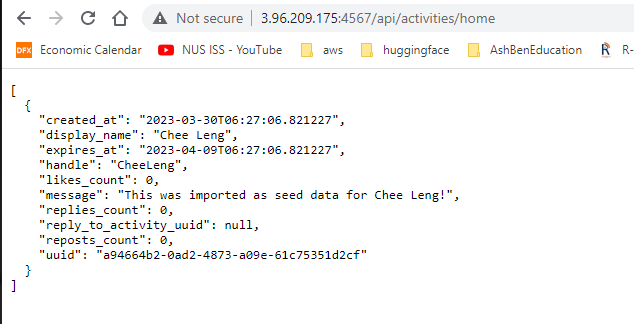 Not secure | 3.96.209.175:4567/api/activities/home
DFX Economic Calendar NUS ISS - YouTube aws huggingface AshBenEducation R-
[
{
"created_at": "2023-03-30T06:27:06.821227",
"display_name": "Chee Leng",
"expires_at": "2023-04-09T06:27:06.821227",
"handle": "CheeLeng",
"likes_count": 0,
"message": "This was imported as seed data for Chee Leng!",
"replies_count": 0,
"reply_to_activity_uuid": null,
"reposts_count": 0,
"uuid": "a94664b2-0ad2-4873-a09e-61c75351d2cf"
}
]